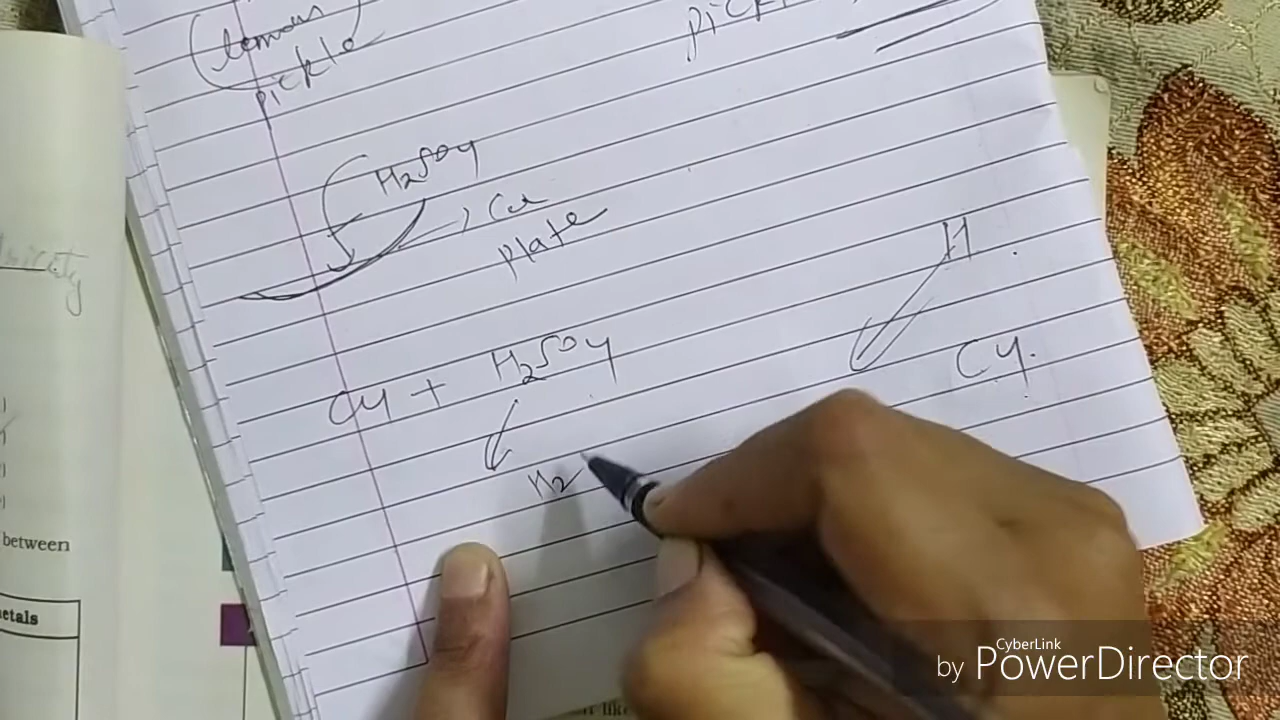 (lemon
pickle
H2SO4
Cu
plate
H
Cu + H2SO4
Cu.
H2
between
etals
CyberLink
by PowerDirector